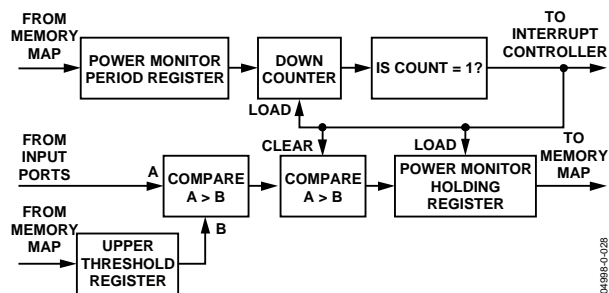 FROM
MEMORY
MAP
POWER MONITOR
PERIOD REGISTER
DOWN
COUNTER
IS COUNT = 1?
TO
INTERRUPT
CONTROLLER
LOAD
FROM
INPUT
PORTS
A
COMPARE
A > B
CLEAR
COMPARE
A > B
LOAD
POWER MONITOR
HOLDING
REGISTER
TO
MEMORY
MAP
FROM
MEMORY
MAP
B
UPPER
THRESHOLD
REGISTER
04998-0-028